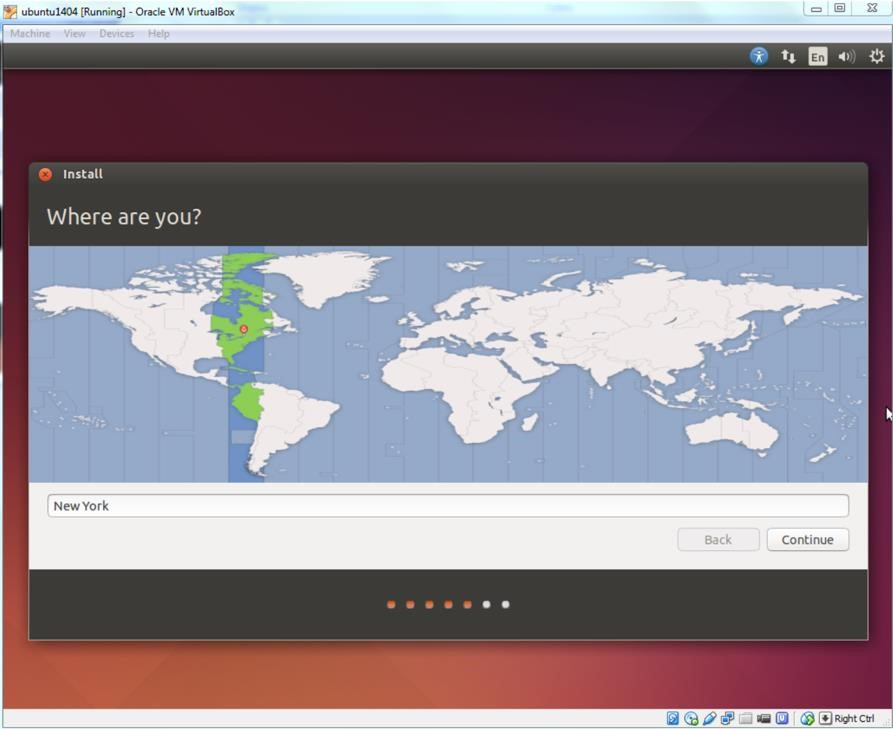 ubuntu1404 [Running] - Oracle VM VirtualBox
Machine View Devices Help
En
Install
Where are you?
New York
Back Continue
Right Ctrl